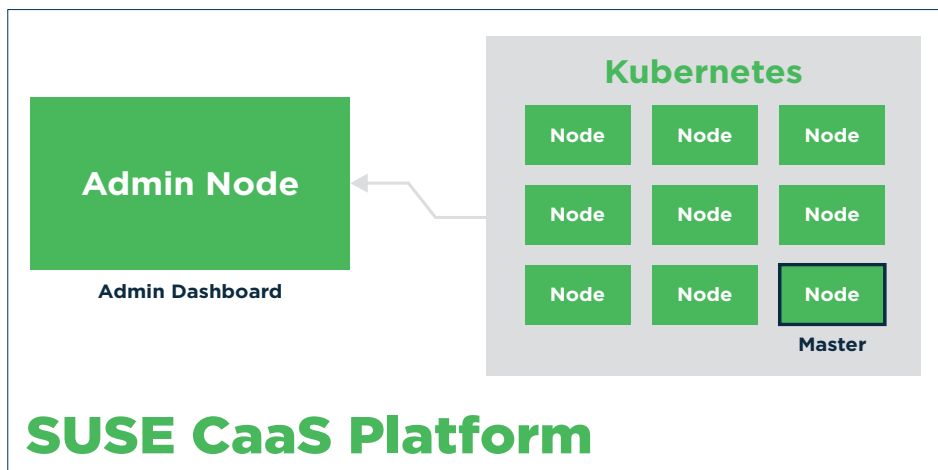 Kubernetes
Node Node Node
Admin Node
Node Node Node
Admin Dashboard
Node Node Node
Master
SUSE CaaS Platform